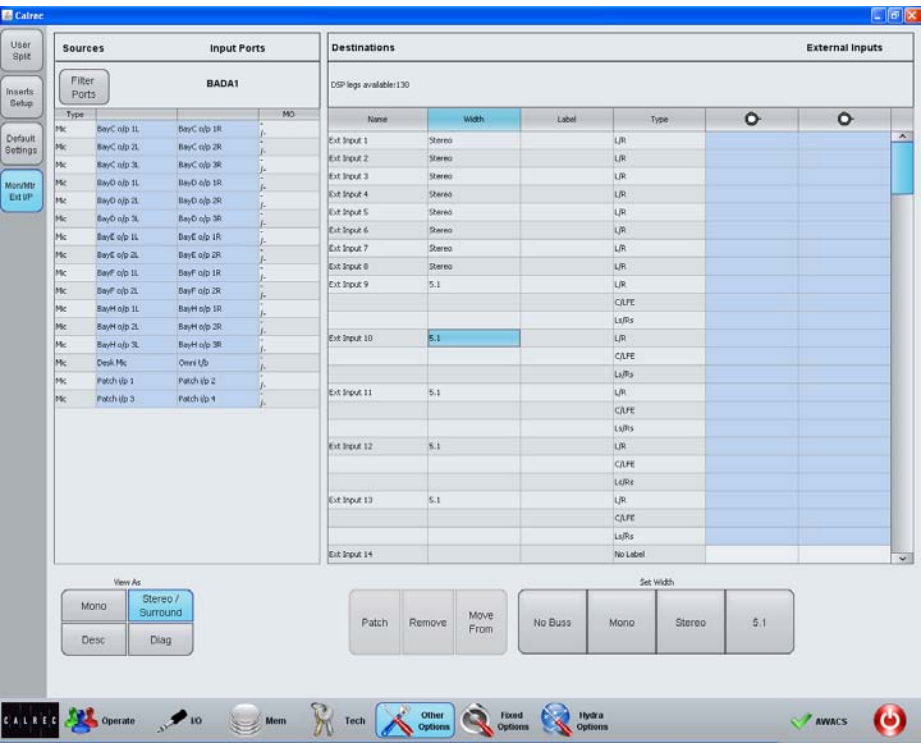 Calrec
User Split
Inserts Setup
Default Settings
Mon/Mtr Ext I/P
Sources Input Ports
Filter Ports
BADA1
Type MO
Mic BayC o/p 1L BayC o/p 1R -/-
Mic BayC o/p 2L BayC o/p 2R -/-
Mic BayC o/p 3L BayC o/p 3R -/-
Mic BayD o/p 1L BayD o/p 1R -/-
Mic BayD o/p 2L BayD o/p 2R -/-
Mic BayD o/p 3L BayD o/p 3R -/-
Mic BayE o/p 1L BayE o/p 1R -/-
Mic BayE o/p 2L BayE o/p 2R -/-
Mic BayF o/p 1L BayF o/p 1R -/-
Mic BayF o/p 2L BayF o/p 2R -/-
Mic BayH o/p 1L BayH o/p 1R -/-
Mic BayH o/p 2L BayH o/p 2R -/-
Mic BayH o/p 3L BayH o/p 3R -/-
Mic Desk Mic Omni t/b -/-
Mic Patch i/p 1 Patch i/p 2 -/-
Mic Patch i/p 3 Patch i/p 4 -/-
Destinations External Inputs
DSP legs available:130
Name Width Label Type
Ext Input 1 Stereo L/R
Ext Input 2 Stereo L/R
Ext Input 3 Stereo L/R
Ext Input 4 Stereo L/R
Ext Input 5 Stereo L/R
Ext Input 6 Stereo L/R
Ext Input 7 Stereo L/R
Ext Input 8 Stereo L/R
Ext Input 9 5.1 L/R
C/LFE
Ls/Rs
Ext Input 10 5.1 L/R
C/LFE
Ls/Rs
Ext Input 11 5.1 L/R
C/LFE
Ls/Rs
Ext Input 12 5.1 L/R
C/LFE
Ls/Rs
Ext Input 13 5.1 L/R
C/LFE
Ls/Rs
Ext Input 14 No Label
View As
Mono
Stereo / Surround
Desc
Diag
Patch
Remove
Move From
Set Width
No Buss
Mono
Stereo
5.1
CALREC
Operate
I/O
Mem
Tech
Other Options
Fixed Options
Hydra Options
AWACS